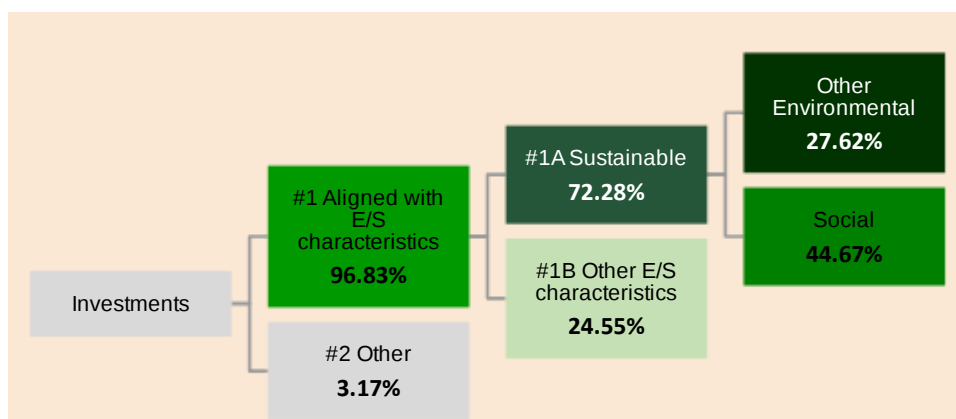 Investments
#1 Aligned with
E/S
characteristics
96.83%
#2 Other
3.17%
#1A Sustainable
72.28%
#1B Other E/S
characteristics
24.55%
Other
Environmental
27.62%
Social
44.67%